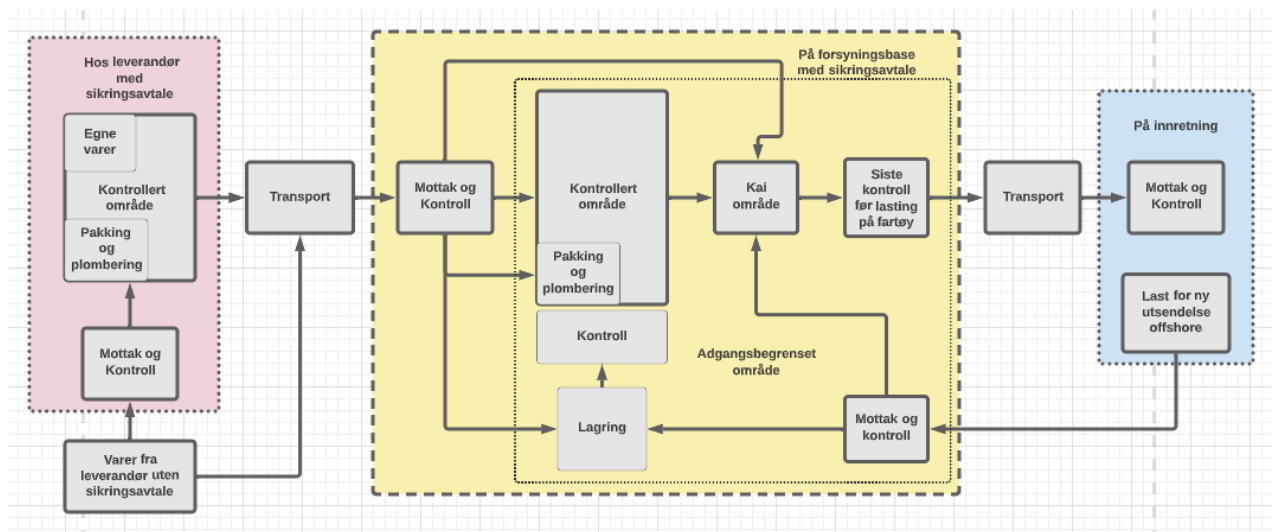 Hos leverandør
med
sikringsavtale
Egne
varer
Kontrollert
område
Pakking
og
plombering
Mottak og
Kontroll
Varer fra
leverandør uten
sikringsavtale
Transport
På forsyningsbase
med sikringsavtale
Mottak og
Kontroll
Kontrollert
område
Pakking
og
plombering
Kontroll
Lagring
Kai
område
Siste
kontroll
før lasting
på fartøy
Adgangsbegrenset
område
Mottak og
kontroll
Transport
På innretning
Mottak og
Kontroll
Last for ny
utsendelse
offshore